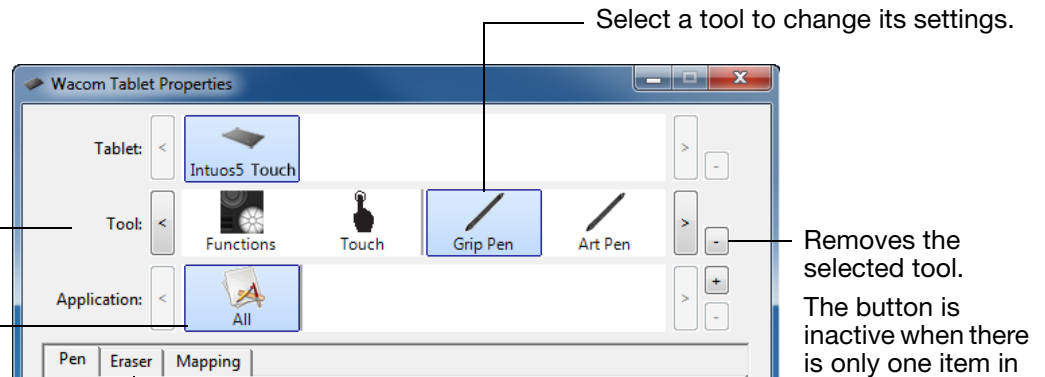 Select a tool to change its settings.
Wacom Tablet Properties
Tablet: < Intuos5 Touch > -
Tool: < Functions Touch Grip Pen Art Pen > -
Application: < All > + -
Pen Eraser Mapping
Removes the
selected tool.
The button is
inactive when there
is only one item in